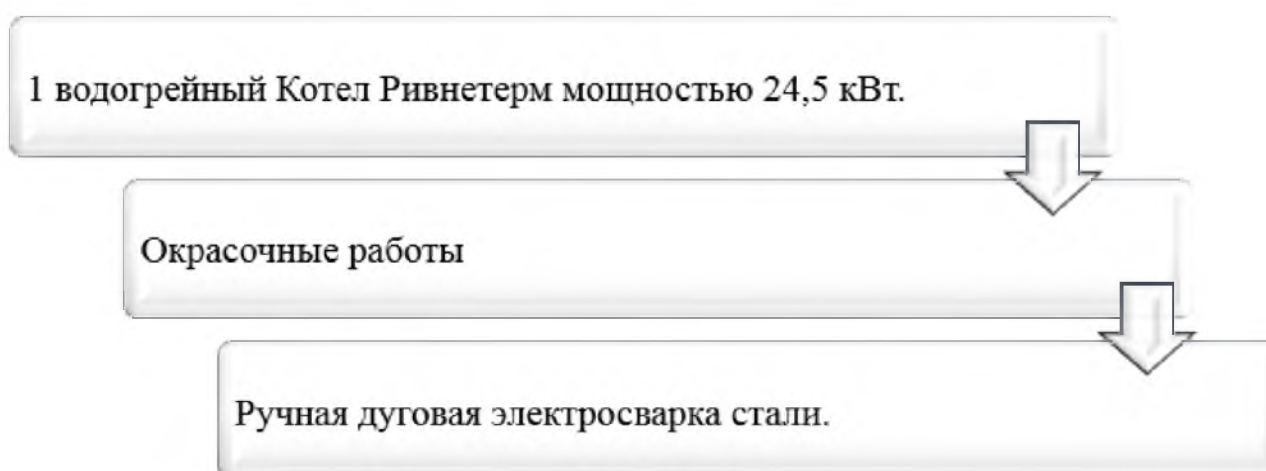 1 водогрейный Котел Ривнетерм мощностью 24,5 кВт.
Окрасочные работы
Ручная дуговая электросварка стали.